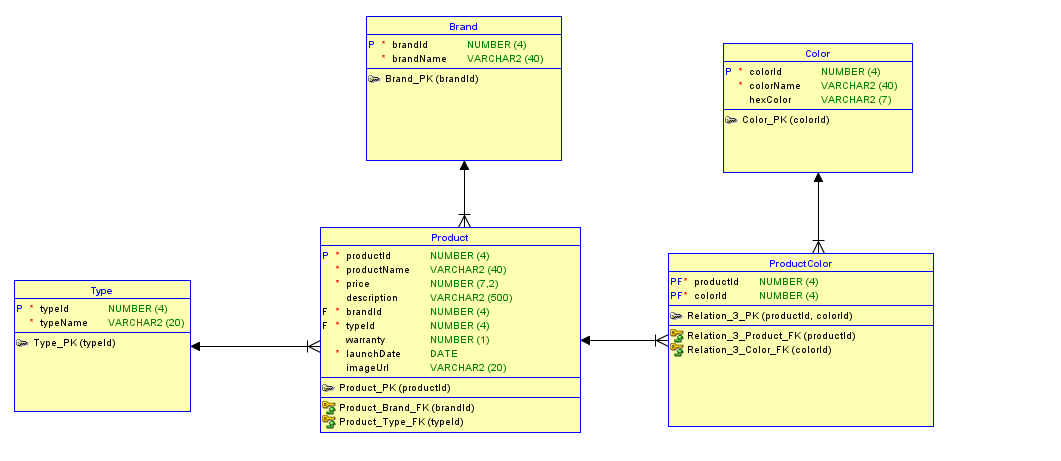 Brand
P * brandId NUMBER (4)
* brandName VARCHAR2 (40)
Brand_PK (brandId)
Color
P * colorId NUMBER (4)
* colorName VARCHAR2 (40)
hexColor VARCHAR2 (7)
Color_PK (colorId)
Product
P * productId NUMBER (4)
* productName VARCHAR2 (40)
* price NUMBER (7,2)
description VARCHAR2 (500)
F * brandId NUMBER (4)
F * typeId NUMBER (4)
warranty NUMBER (1)
* launchDate DATE
imageUrl VARCHAR2 (20)
Product_PK (productId)
Product_Brand_FK (brandId)
Product_Type_FK (typeId)
ProductColor
PF* productId NUMBER (4)
PF* colorId NUMBER (4)
Relation_3_PK (productId, colorId)
Relation_3_Product_FK (productId)
Relation_3_Color_FK (colorId)
Type
P * typeId NUMBER (4)
* typeName VARCHAR2 (20)
Type_PK (typeId)